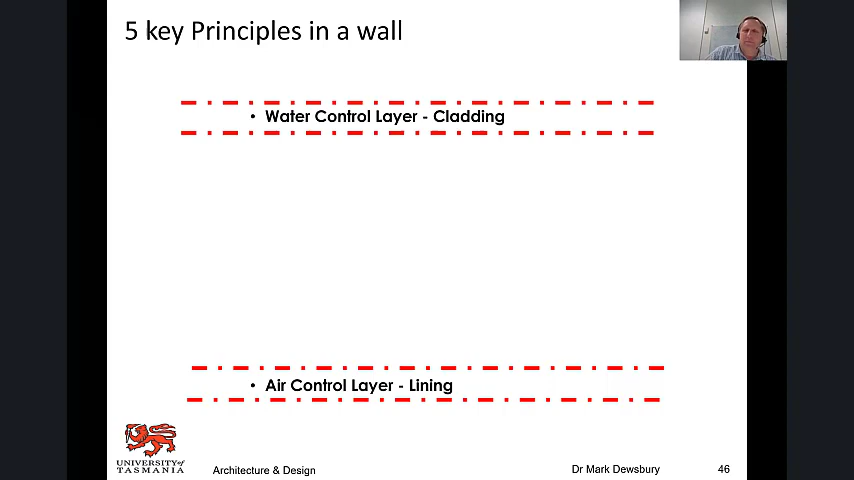 5 key Principles in a wall
• Water Control Layer - Cladding
• Air Control Layer - Lining
UNIVERSITY of
TASMANIA
Architecture & Design
Dr Mark Dewsbury
46